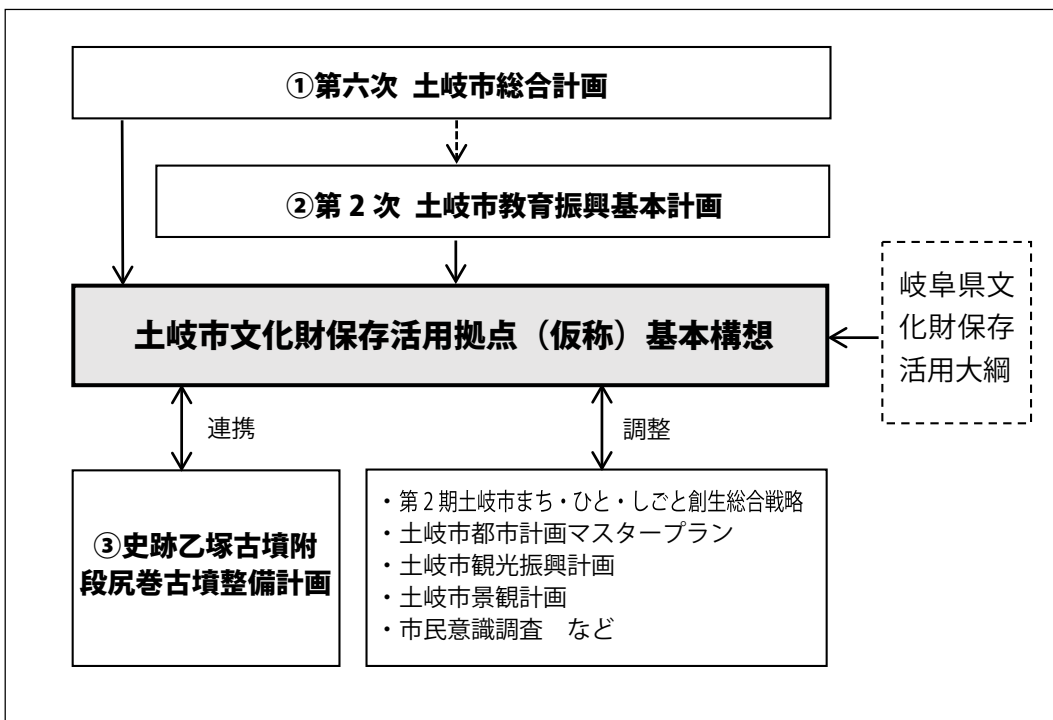 ①第六次 土岐市総合計画
②第2次 土岐市教育振興基本計画
土岐市文化財保存活用拠点（仮称）基本構想
岐阜県文
化財保存
活用大綱
連携
調整
③史跡乙塚古墳附
段尻巻古墳整備計画
・第2期土岐市まち・ひと・しごと創生総合戦略
・土岐市都市計画マスタープラン
・土岐市観光振興計画
・土岐市景観計画
・市民意識調査　など